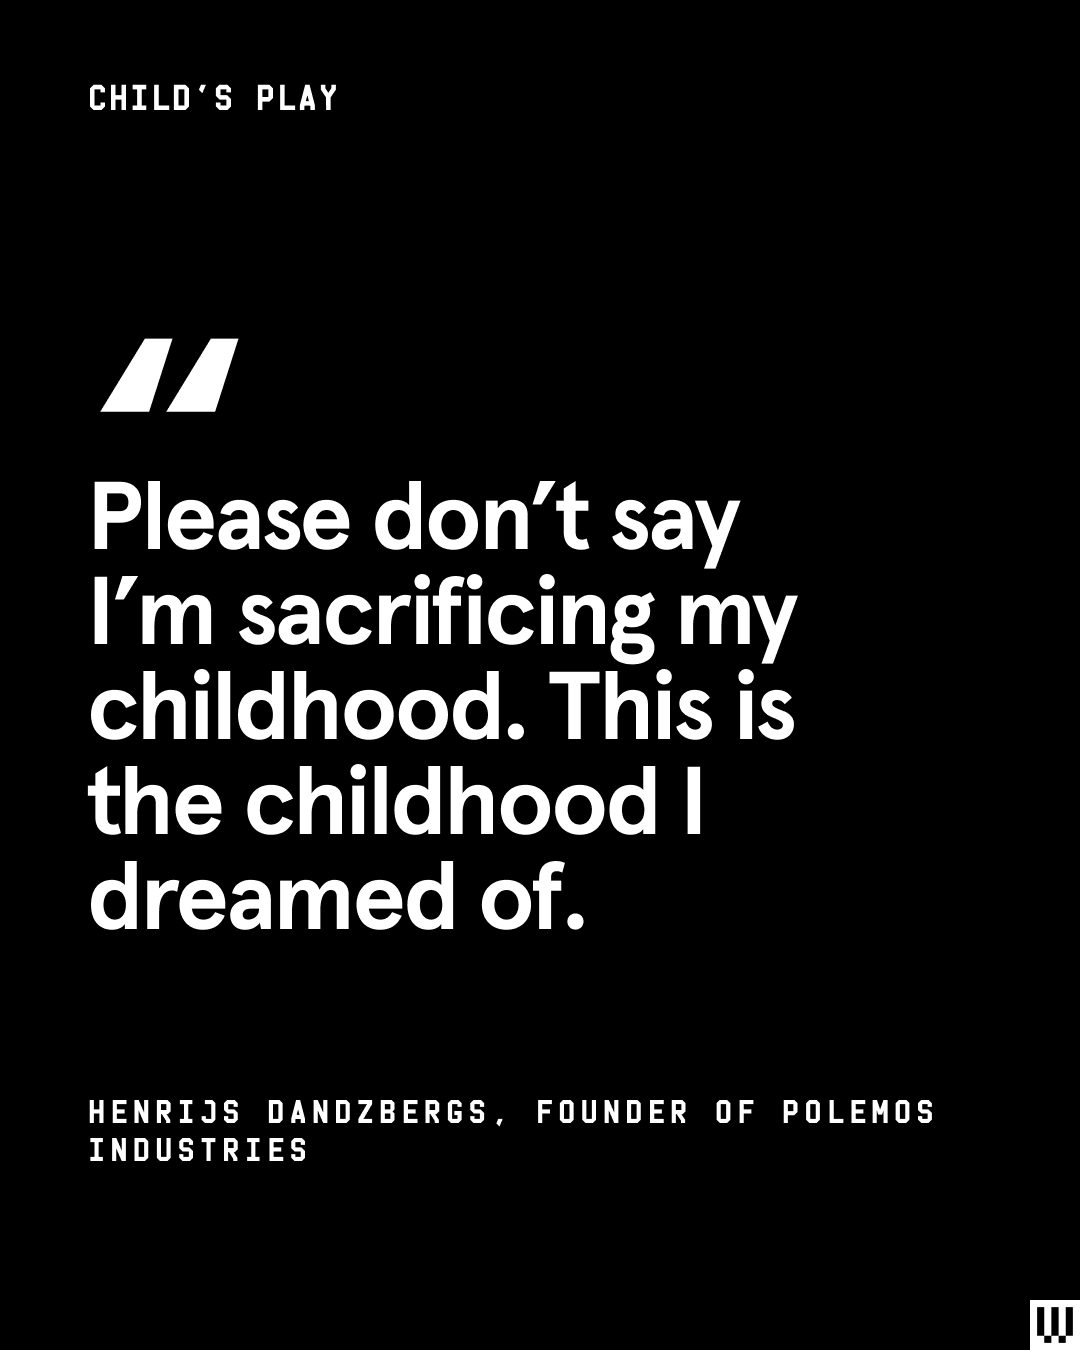 CHILD’S PLAY
“
Please don’t say
I’m sacrificing my
childhood. This is
the childhood I
dreamed of.
HENRIJS DANDZBERGS, FOUNDER OF POLEMOS
INDUSTRIES
W